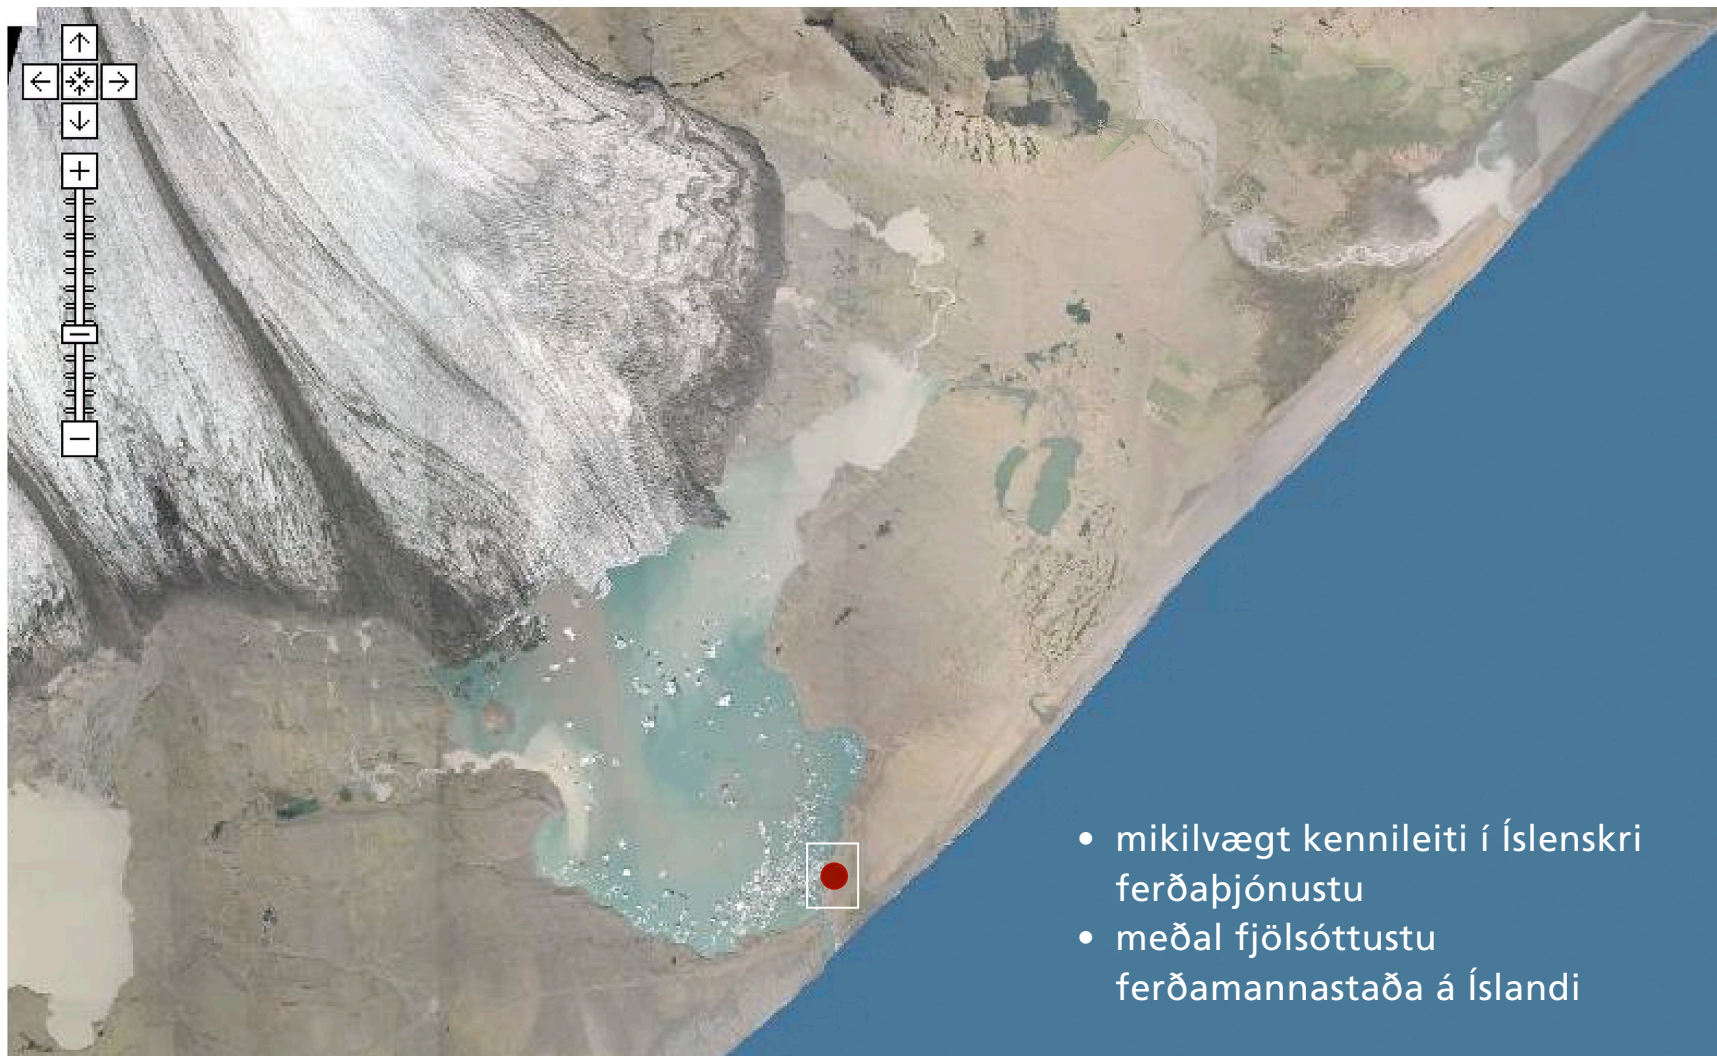 • mikilvægt kennileiti í Íslenskri
ferðaþjónustu
• meðal fjölsóttustu
ferðamannastaða á Íslandi